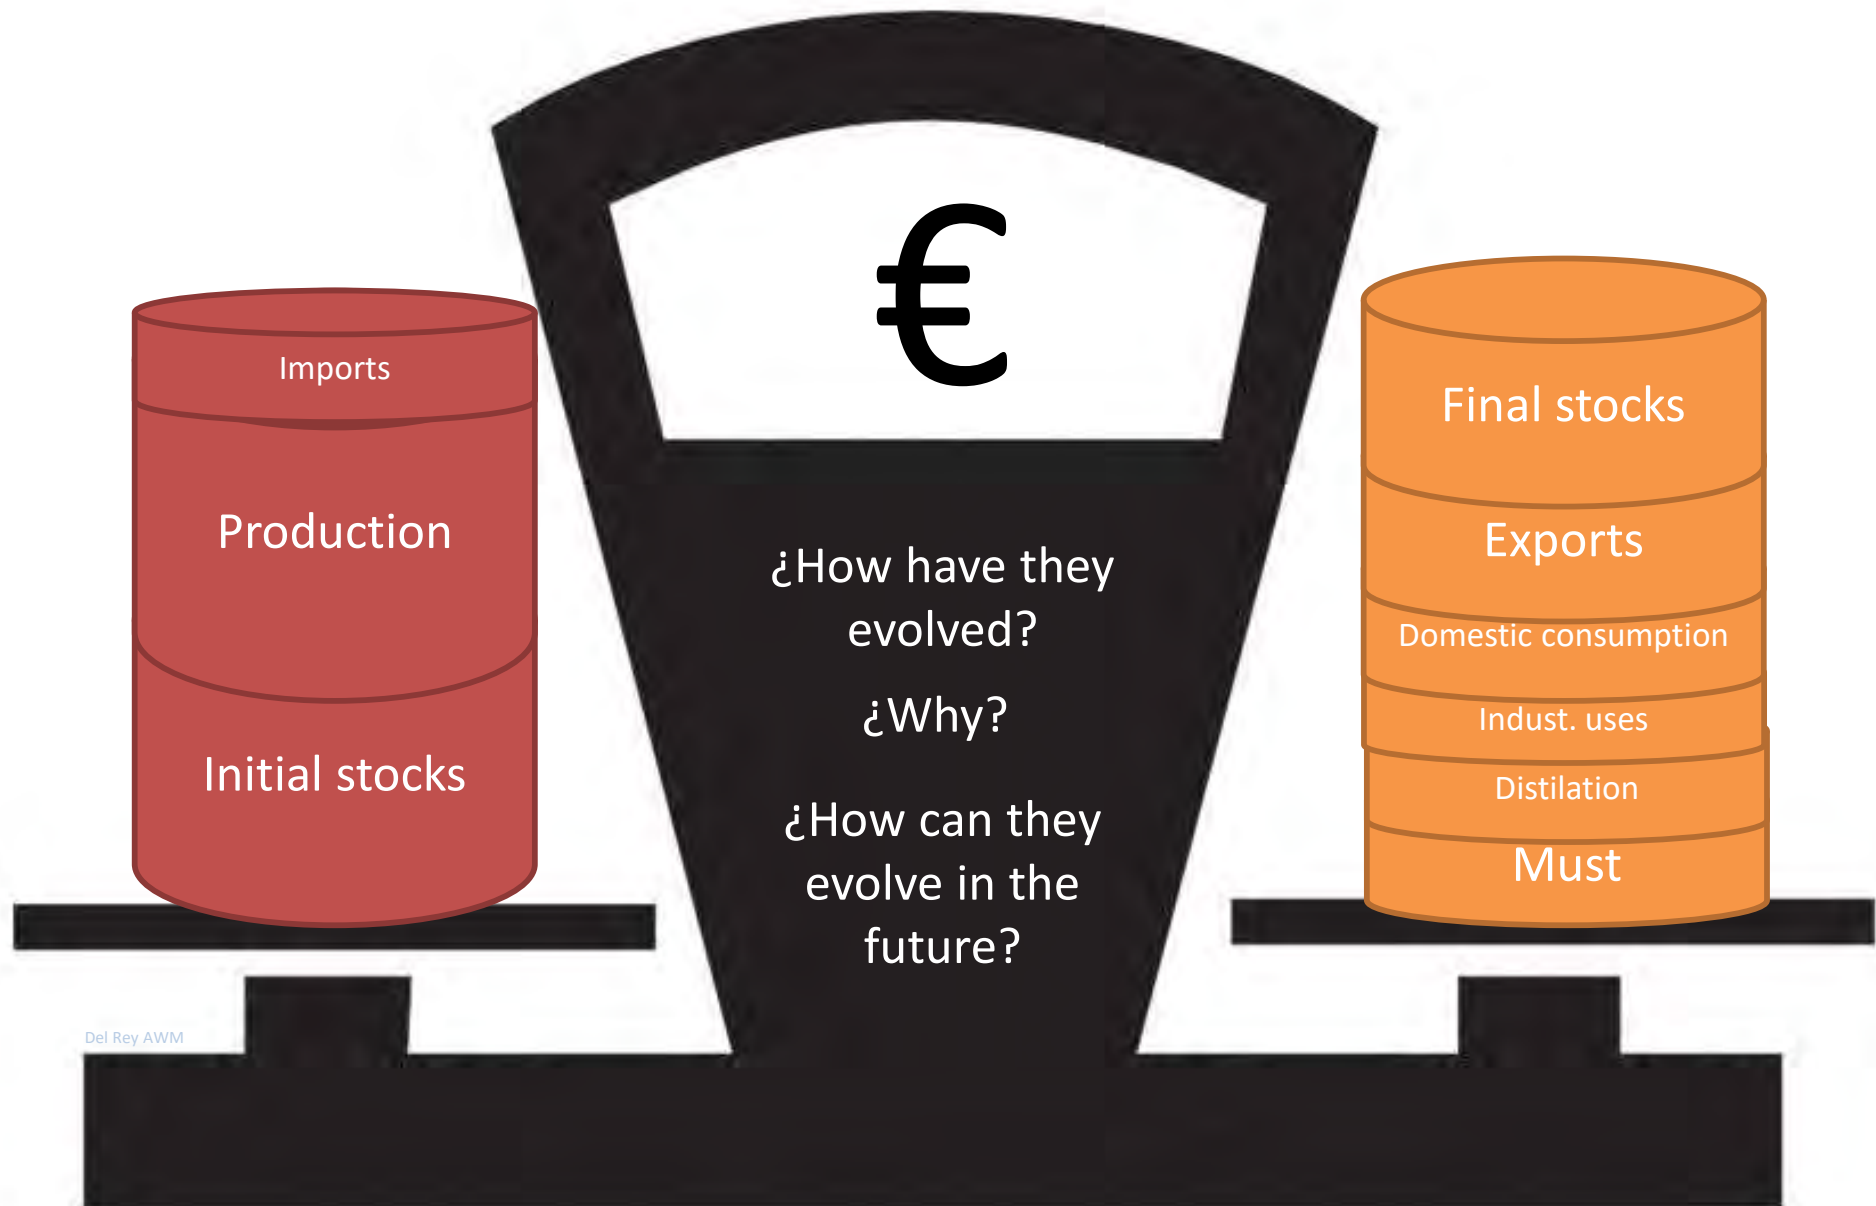 €
Imports
Production
Initial stocks
¿How have they
evolved?
¿Why?
¿How can they
evolve in the
future?
Final stocks
Exports
Domestic consumption
Indust. uses
Distilation
Must
Del Rey AWM